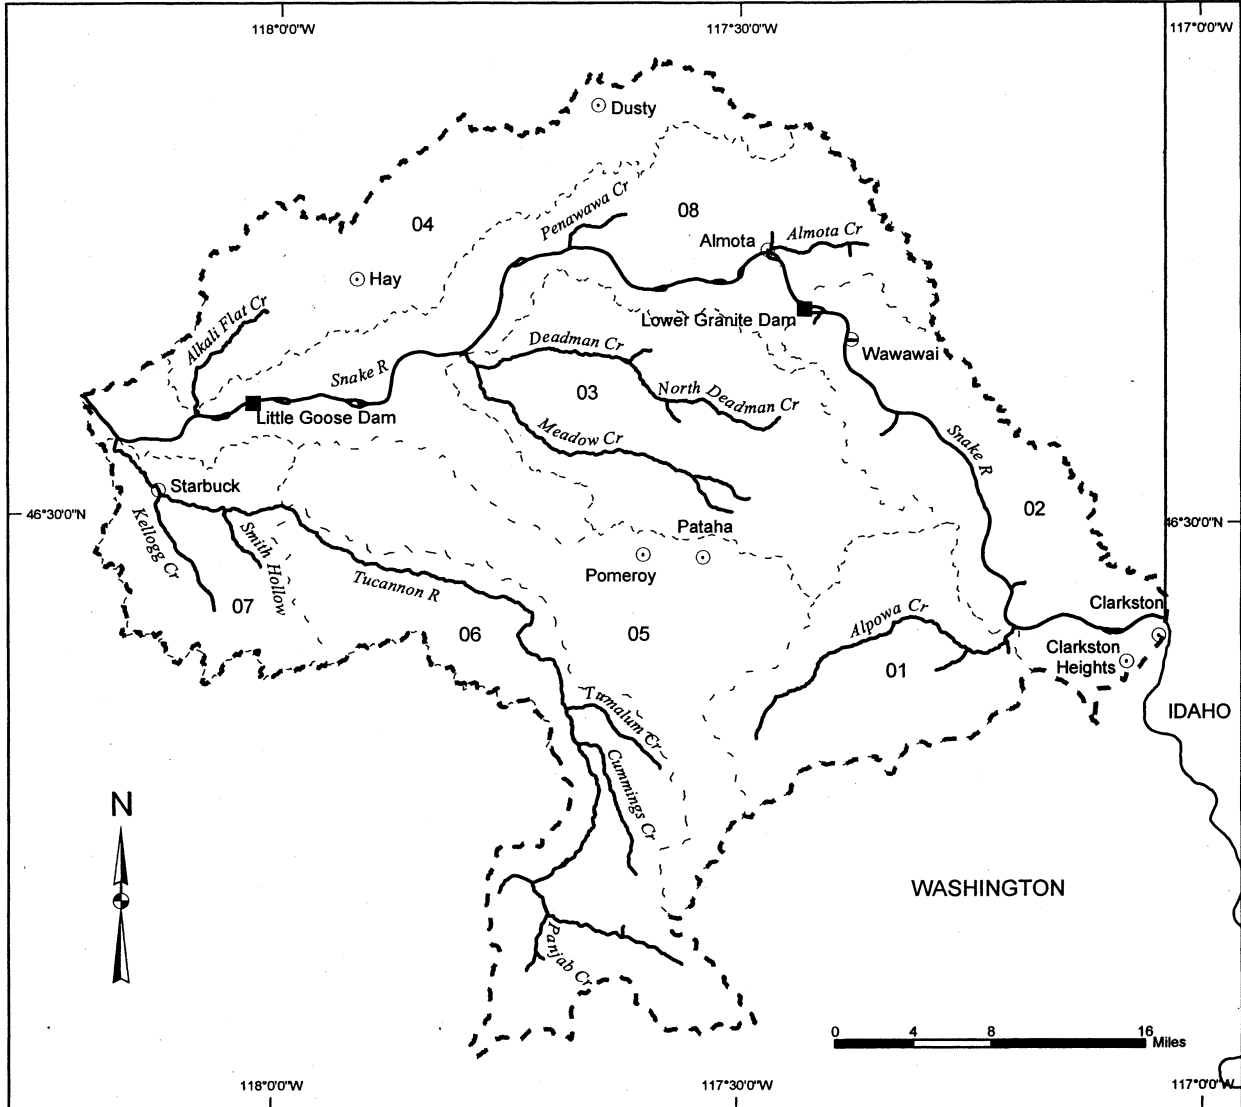 118°0'0"W
117°30'0"W
117°0'0"W
Dusty
Penawawa Cr
04
08
Almota
Almota Cr
Hay
Alkali Flat Cr
Lower Granite Dam
Wawawai
Deadman Cr
Snake R
03
North Deadman Cr
Little Goose Dam
Meadow Cr
Snake R
Starbuck
46°30'0"N
Kellogg Cr
Smith Hollow
Pataha
02
46°30'0"N
Pomeroy
Tucannon R
07
06
05
Alpowa Cr
Clarkston
Clarkston
Heights
01
IDAHO
Tumalum Cr
Cummings Cr
N
WASHINGTON
Panjab Cr
0
4
8
16
Miles
118°0'0"W
117°30'0"W
117°0'0"W